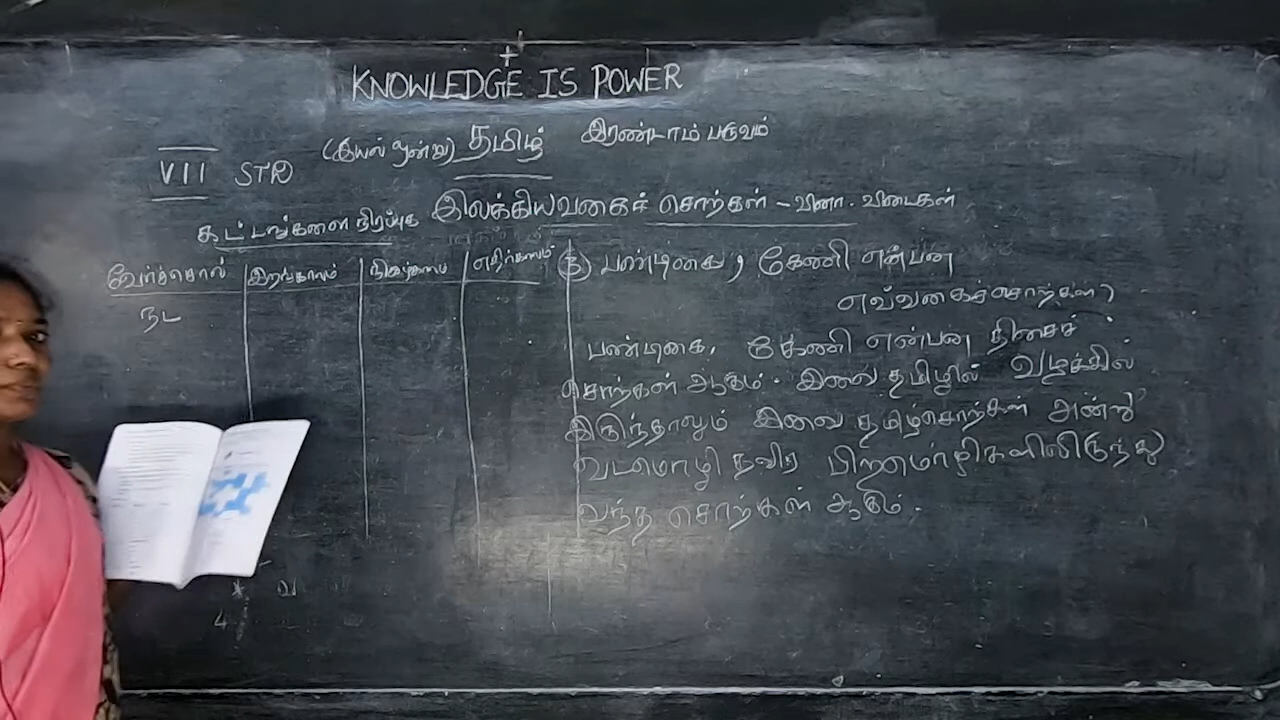 KNOWLEDGE IS POWER
(இயல் மூன்று) தமிழ் இரண்டாம் பருவம்
VII STD
இலக்கியவகைச் சொற்கள் – வினா. விடைகள்
கட்டங்களை நிரப்புக
வேர்ச்சொல் இறந்காலம் நிகழ்காலம் எதிர்காலம்
நட
பண்டிகை, கேணி என்பன
எவ்வகைச்சொற்கள்?
பண்டிகை, கேணி என்பன திசைச்
சொற்கள் ஆகும். இவை தமிழில் வழக்கில்
இருந்தாலும் இவை தமிழ்சொற்கள் அன்று
வடமொழி தவிர பிறமொழிகளிலிருந்து
வந்த சொற்கள் ஆகும்.
* வ
4